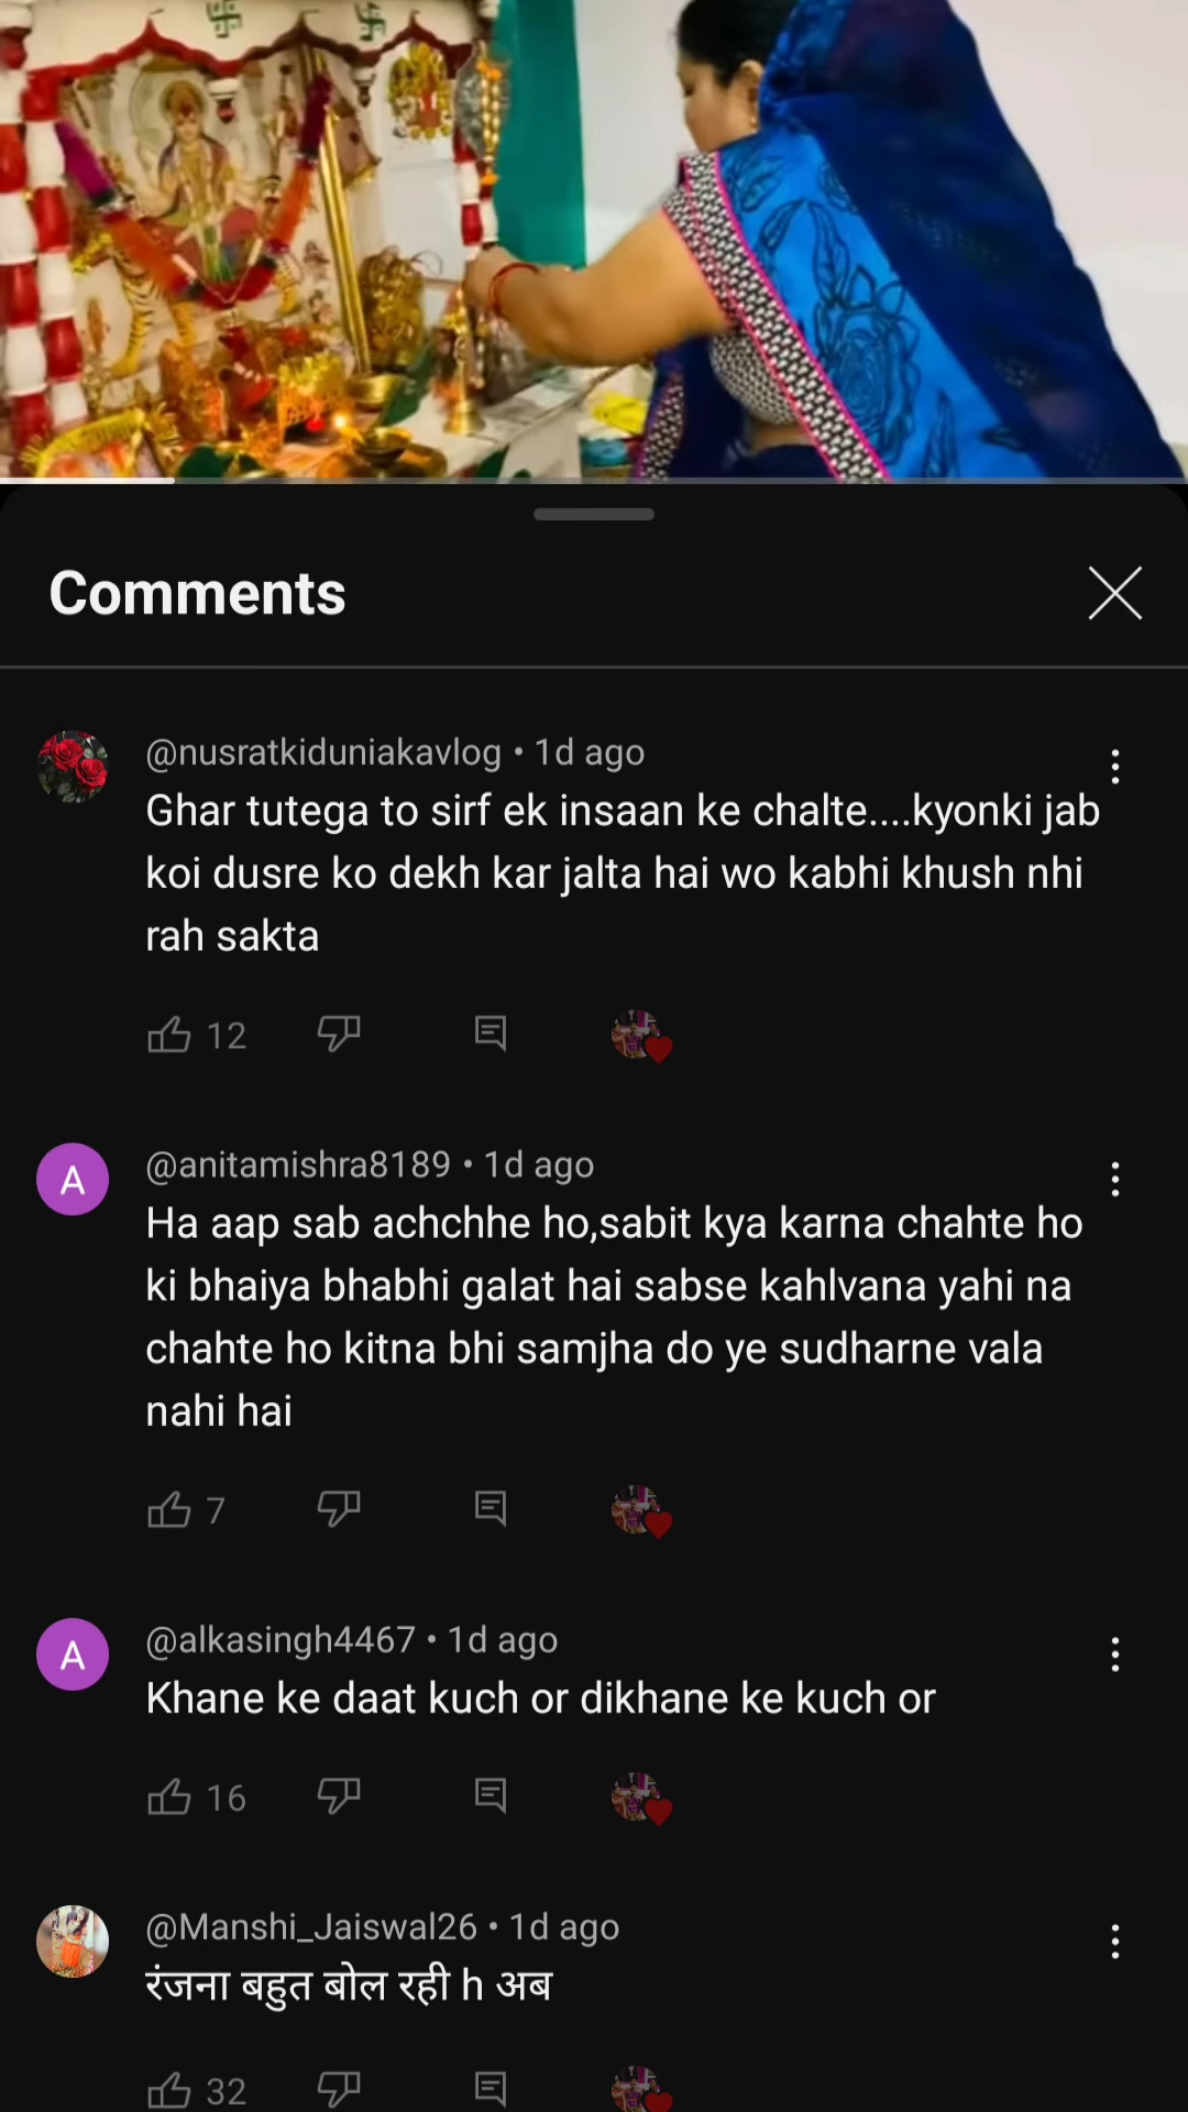 Comments
@nusratkiduniakavlog • 1d ago
Ghar tutega to sirf ek insaan ke chalte....kyonki jab
koi dusre ko dekh kar jalta hai wo kabhi khush nhi
rah sakta
12
A
@anitamishra8189 • 1d ago
Ha aap sab achchhe ho,sabit kya karna chahte ho
ki bhaiya bhabhi galat hai sabse kahlvana yahi na
chahte ho kitna bhi samjha do ye sudharne vala
nahi hai
7
A
@alkasingh4467 • 1d ago
Khane ke daat kuch or dikhane ke kuch or
16
@Manshi_Jaiswal26 • 1d ago
रंजना बहुत बोल रही h अब
32